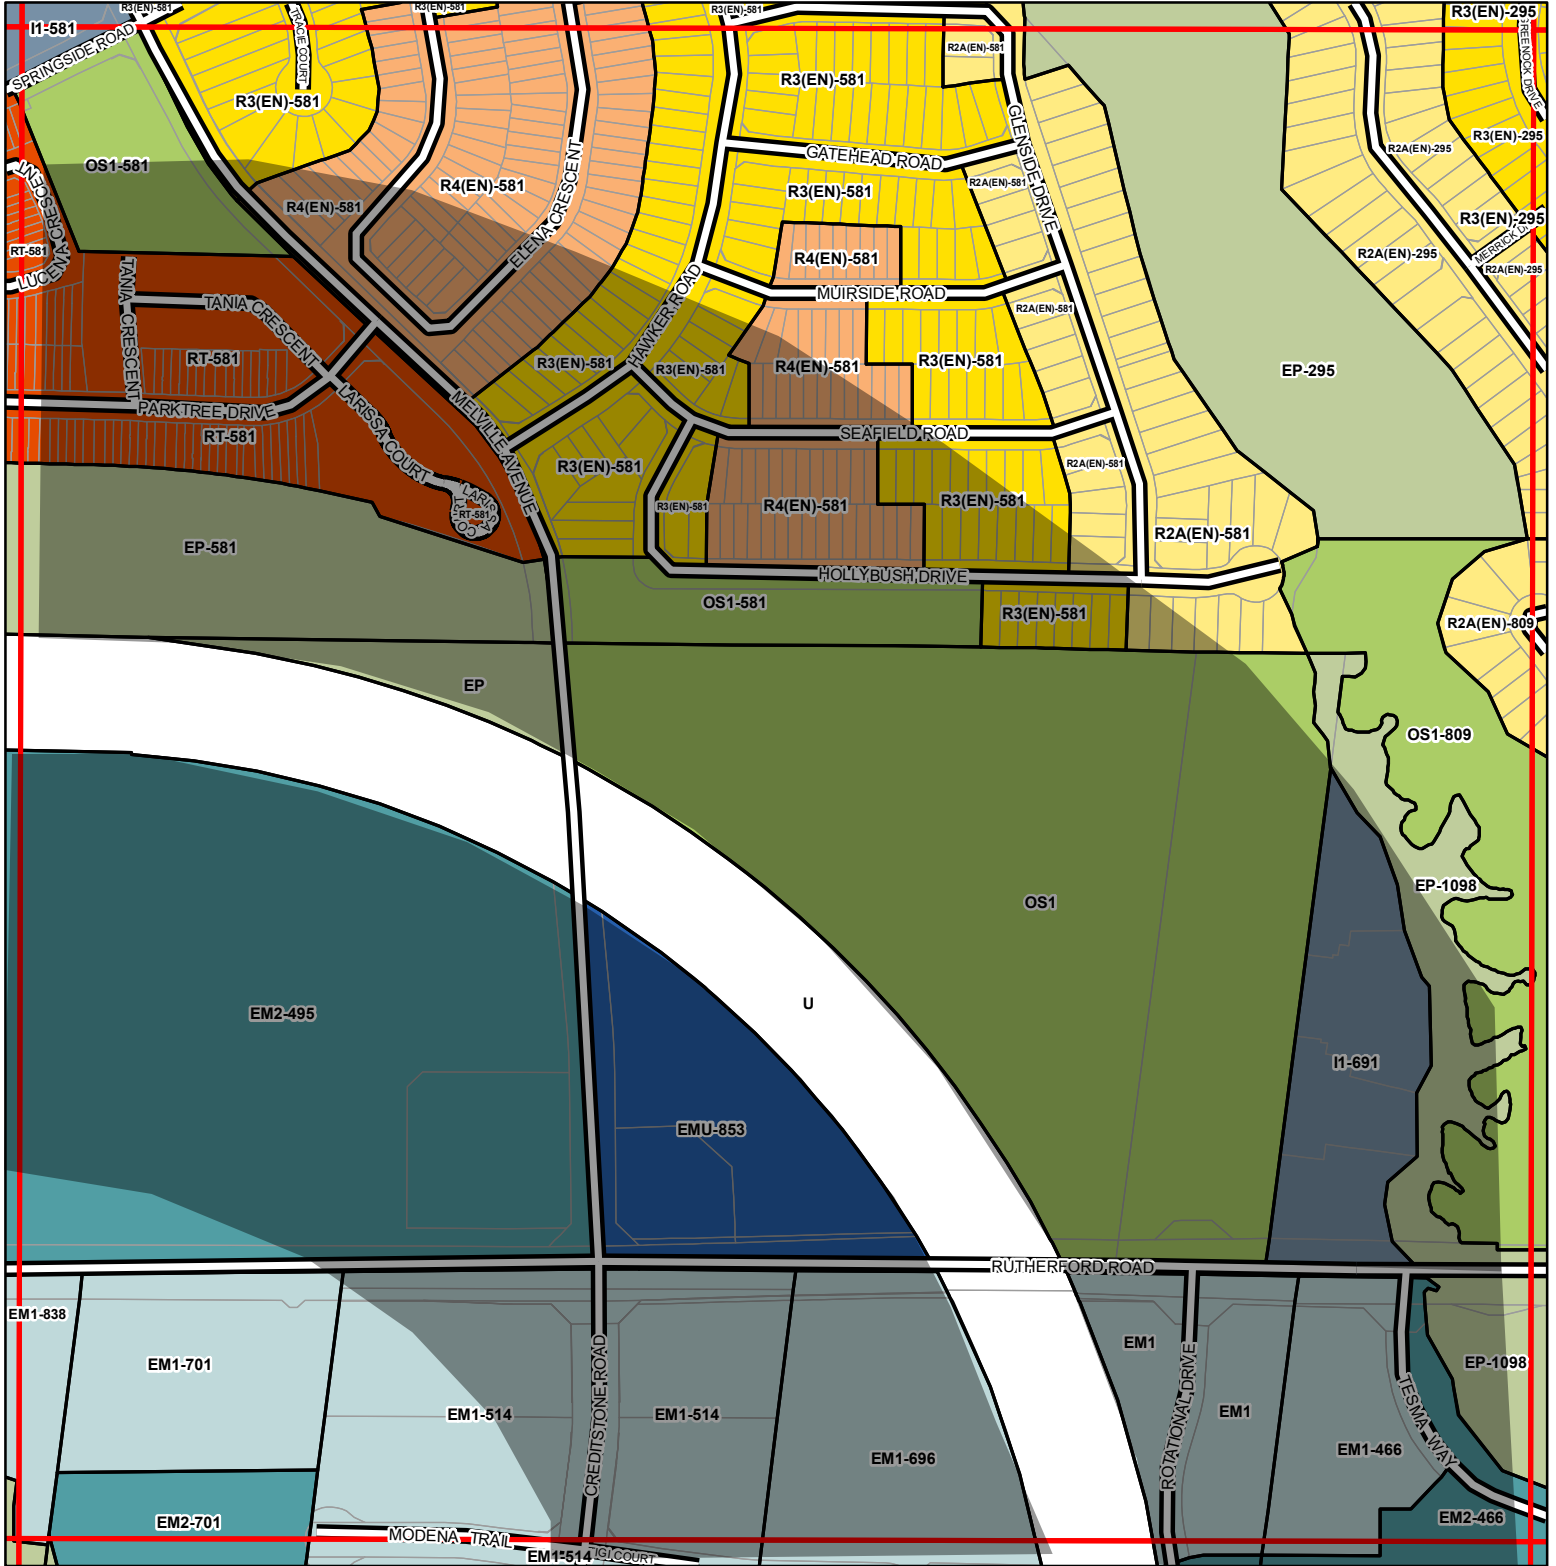 R3(EN)-581
R3(EN)-581
R3(EN)-581
R3(EN)-295
I1-581
SPRINGSIDE ROAD
TRACIE COURT
R2A(EN)-581
GREENOCK DRIVE
R3(EN)-581
R3(EN)-581
R3(EN)-295
R2A(EN)-295
GLENSIDE DRIVE
GATEHEAD ROAD
OS1-581
R4(EN)-581
R3(EN)-581
R2A(EN)-581
R4(EN)-581
ELENA CRESCENT
LUCENA CRESCENT
RT-581
R3(EN)-295
MERRICK D
R2A(EN)-295
R2A(EN)-295
R4(EN)-581
MUIRSIDE ROAD
R2A(EN)-581
TANIA CRESCENT
TANIA CRESCENT
HAWKER ROAD
RT-581
R3(EN)-581
R3(EN)-581
R4(EN)-581
R3(EN)-581
EP-295
PARKTREE DRIVE
LARISSA COURT
MELVILLE AVENUE
RT-581
SEAFIELD ROAD
R3(EN)-581
R2A(EN)-581
R3(EN)-581
R4(EN)-581
R3(EN)-581
LARISSA COURT
RT-581
R2A(EN)-581
EP-581
HOLLYBUSH DRIVE
OS1-581
R3(EN)-581
R2A(EN)-809
EP
OS1-809
EP-1098
OS1
U
EM2-495
I1-691
EMU-853
RUTHERFORD ROAD
EM1-838
EM1-701
CREDITSTONE ROAD
EM1
ROTATIONAL DRIVE
EP-1098
TESMA WAY
EM1-514
EM1-514
EM1
EM1-466
EM1-696
EM2-701
EM2-466
MODENA TRAIL
EM1-514
IGI COURT